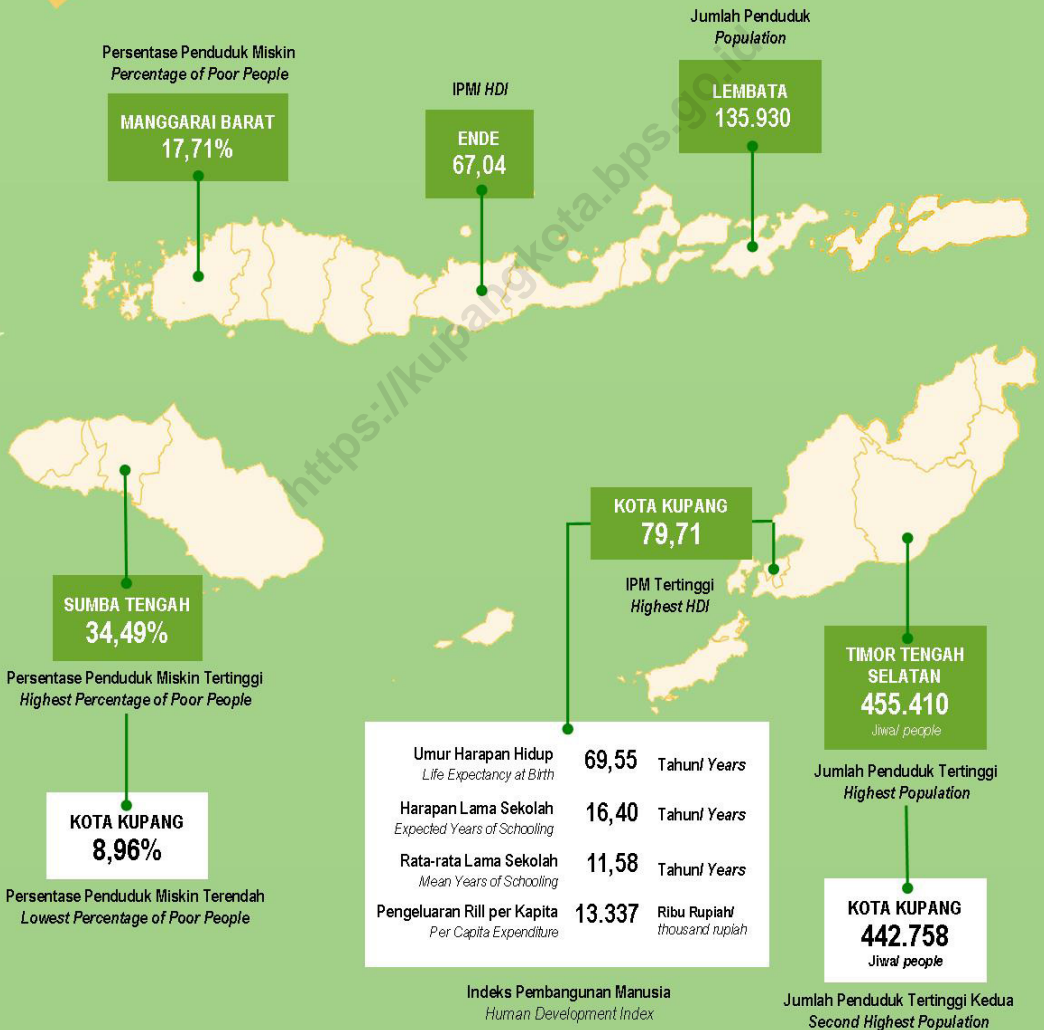 Jumlah Penduduk
Population
LEMBATA
135.930
Persentase Penduduk Miskin
Percentage of Poor People
MANGGARAI BARAT
17,71%
IPM/ HDI
ENDE
67,04
https://kupangkota.bps.go.id
KOTA KUPANG
79,71
IPM Tertinggi
Highest HDI
SUMBA TENGAH
34,49%
Persentase Penduduk Miskin Tertinggi
Highest Percentage of Poor People
KOTA KUPANG
8,96%
Persentase Penduduk Miskin Terendah
Lowest Percentage of Poor People
Umur Harapan Hidup 69,55 Tahun/ Years
Life Expectancy at Birth
Harapan Lama Sekolah 16,40 Tahun/ Years
Expected Years of Schooling
Rata-rata Lama Sekolah 11,58 Tahun/ Years
Mean Years of Schooling
Pengeluaran Rill per Kapita 13.337 Ribu Rupiah/
Per Capita Expenditure thousand rupiah
Indeks Pembangunan Manusia
Human Development Index
TIMOR TENGAH
SELATAN
455.410
Jiwa/ people
Jumlah Penduduk Tertinggi
Highest Population
KOTA KUPANG
442.758
Jiwa/ people
Jumlah Penduduk Tertinggi Kedua
Second Highest Population